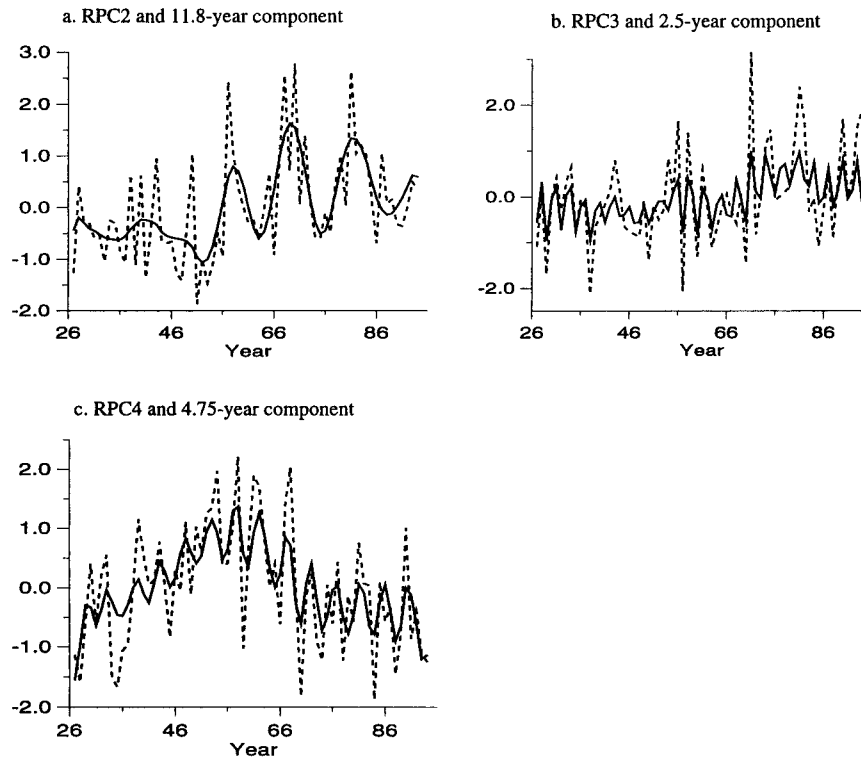 a. RPC2 and 11.8-year component
3.0
2.0
1.0
0.0
-1.0
-2.0
26 46 66 86
Year
b. RPC3 and 2.5-year component
2.0
0.0
-2.0
26 46 66 86
Year
c. RPC4 and 4.75-year component
2.0
1.0
0.0
-1.0
-2.0
26 46 66 86
Year